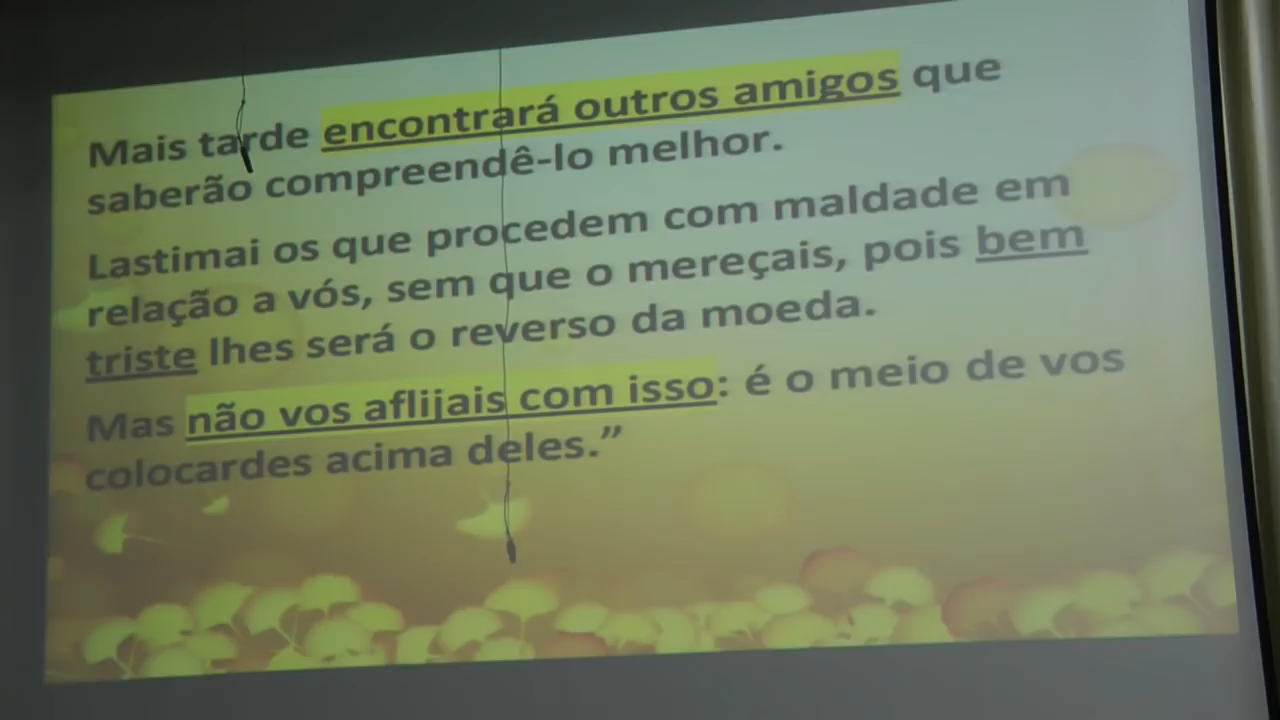 Mais tarde encontrará outros amigos que
saberão compreendê-lo melhor.
Lastimai os que procedem com maldade em
relação a vós, sem que o mereçais, pois bem
triste lhes será o reverso da moeda.
Mas não vos aflijais com isso: é o meio de vos
colocardes acima deles.”